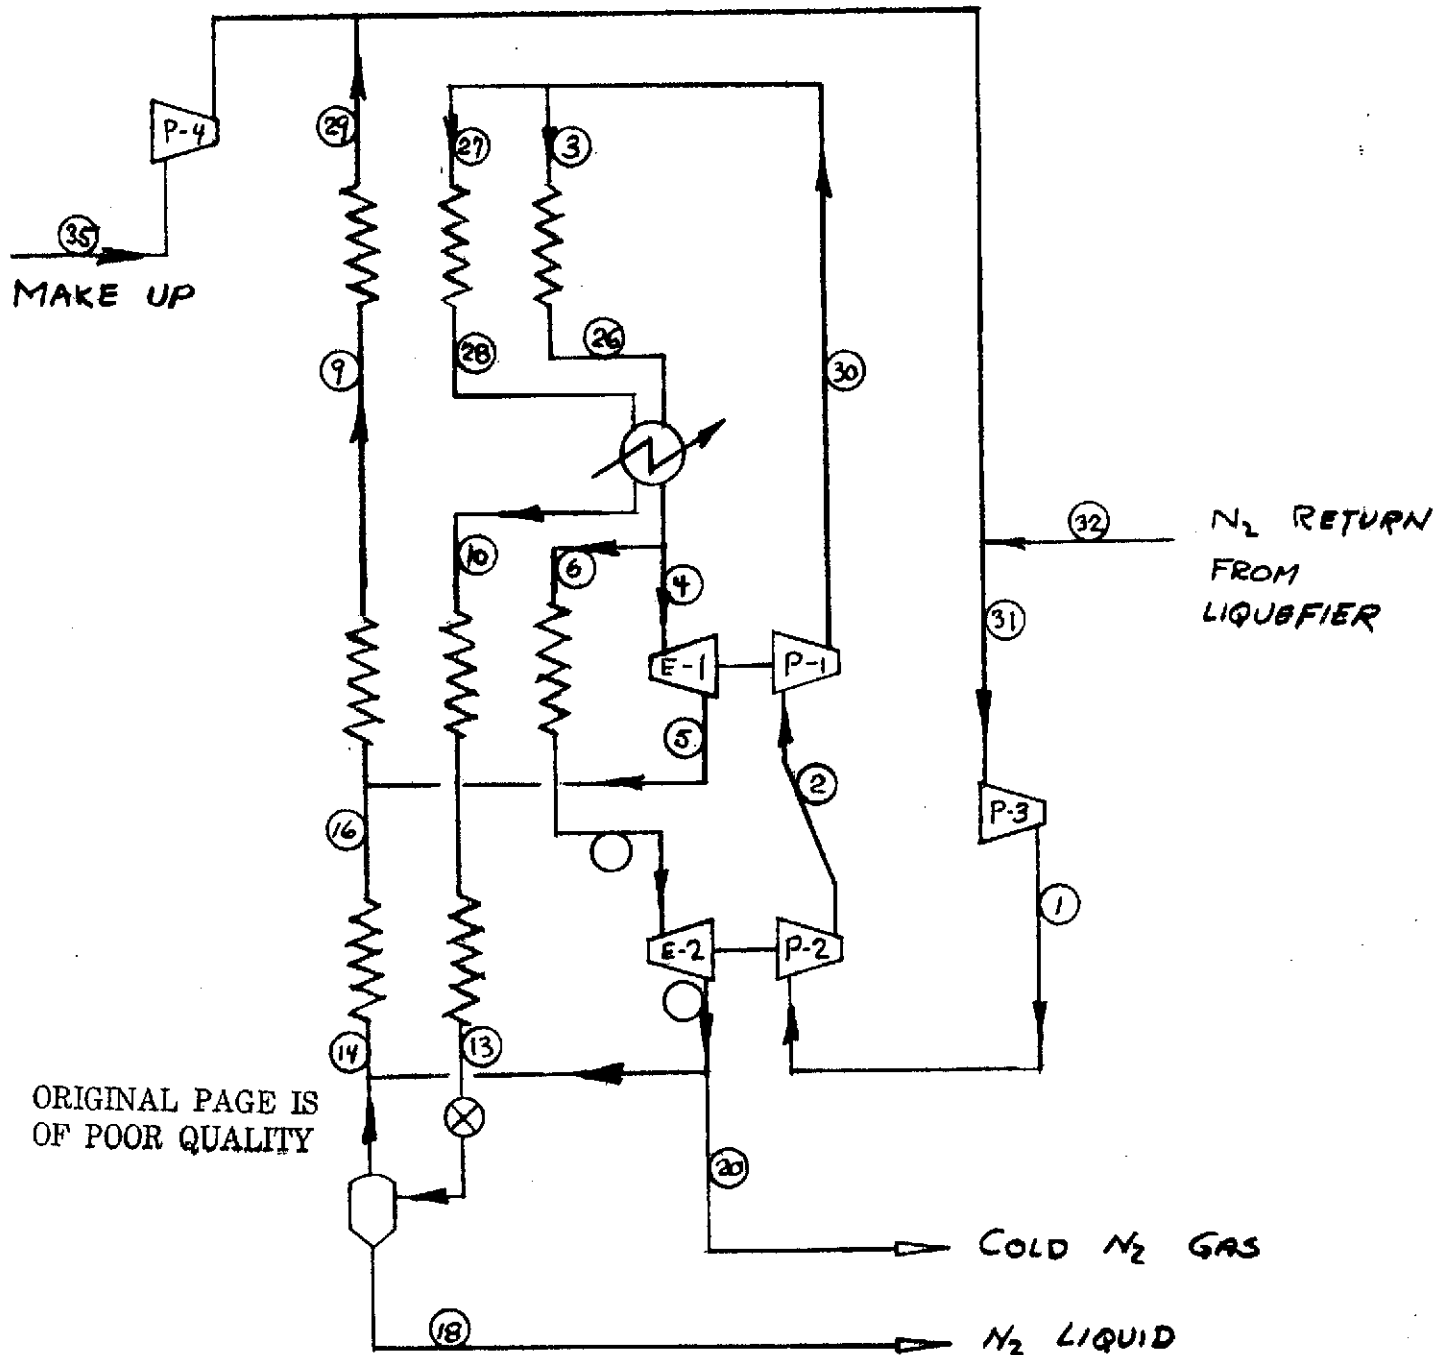 P-4
29
27
3
35
MAKE UP
26
28
9
30
32
N2 RETURN
FROM
LIQUEFIER
10
6
4
31
E-1
P-1
5
2
16
P-3
1
E-2
P-2
14
13
ORIGINAL PAGE IS
OF POOR QUALITY
20
COLD N2 GAS
18
N2 LIQUID